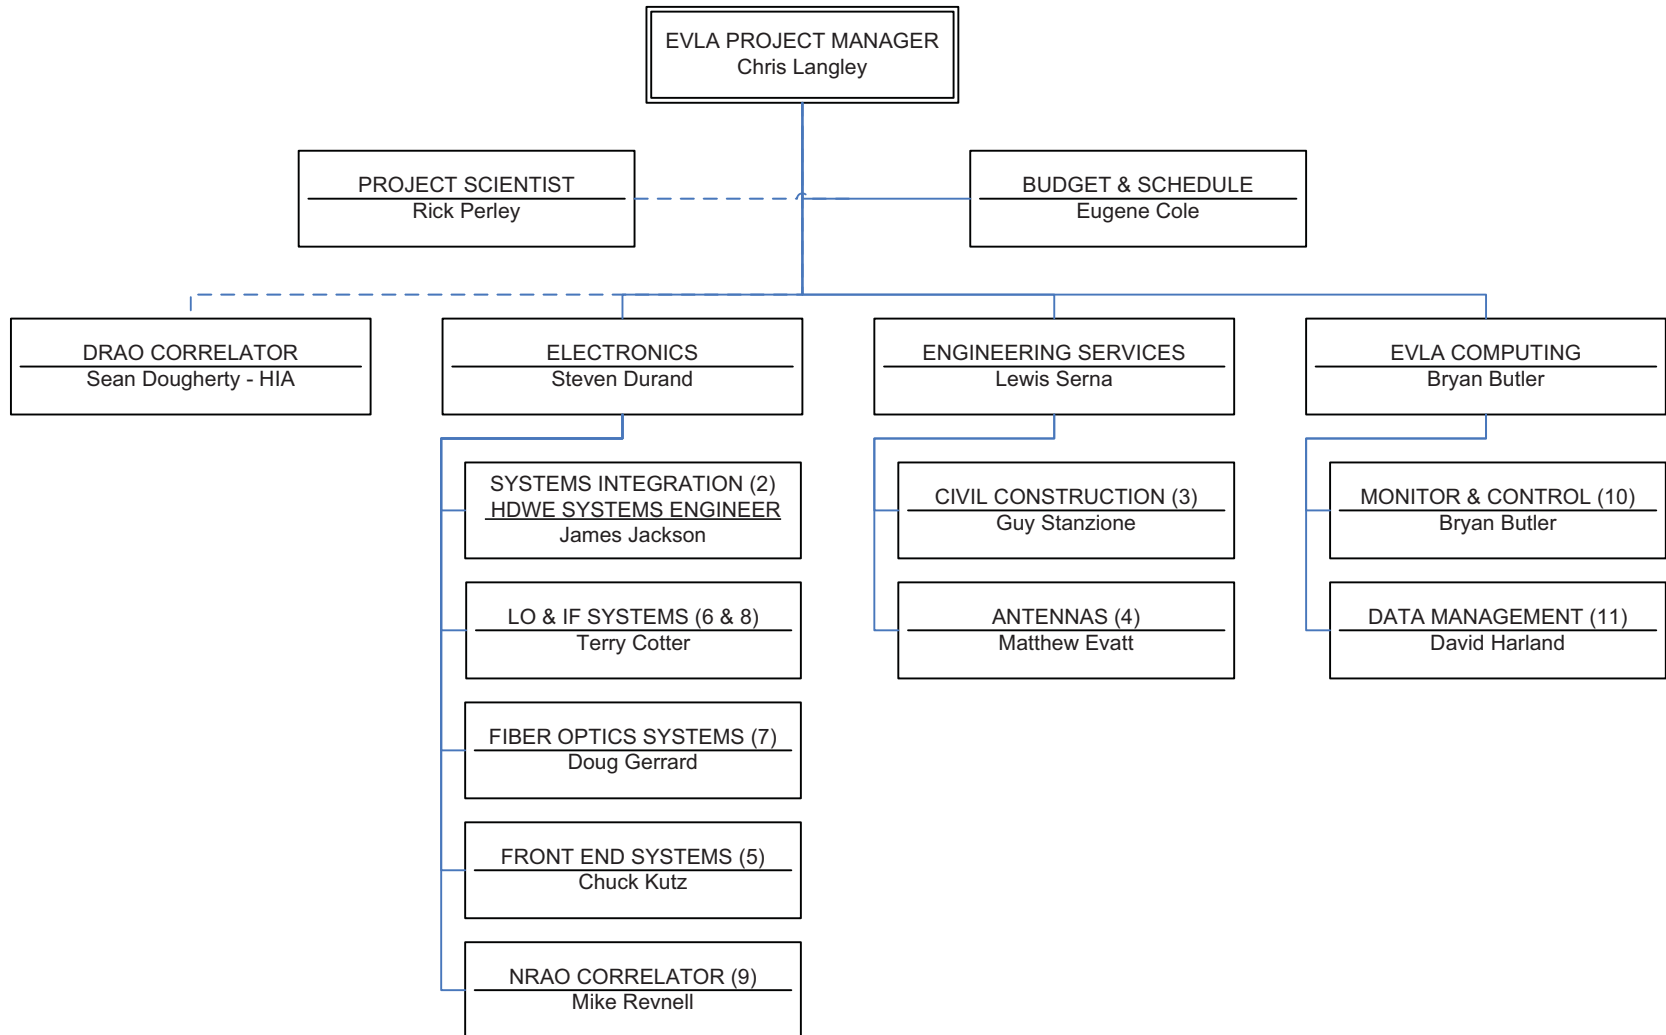 EVLA PROJECT MANAGER
Chris Langley
PROJECT SCIENTIST
Rick Perley
BUDGET & SCHEDULE
Eugene Cole
DRAO CORRELATOR
Sean Dougherty - HIA
ELECTRONICS
Steven Durand
ENGINEERING SERVICES
Lewis Serna
EVLA COMPUTING
Bryan Butler
SYSTEMS INTEGRATION (2)
HDWE SYSTEMS ENGINEER
James Jackson
CIVIL CONSTRUCTION (3)
Guy Stanzione
MONITOR & CONTROL (10)
Bryan Butler
LO & IF SYSTEMS (6 & 8)
Terry Cotter
ANTENNAS (4)
Matthew Evatt
DATA MANAGEMENT (11)
David Harland
FIBER OPTICS SYSTEMS (7)
Doug Gerrard
FRONT END SYSTEMS (5)
Chuck Kutz
NRAO CORRELATOR (9)
Mike Revnell